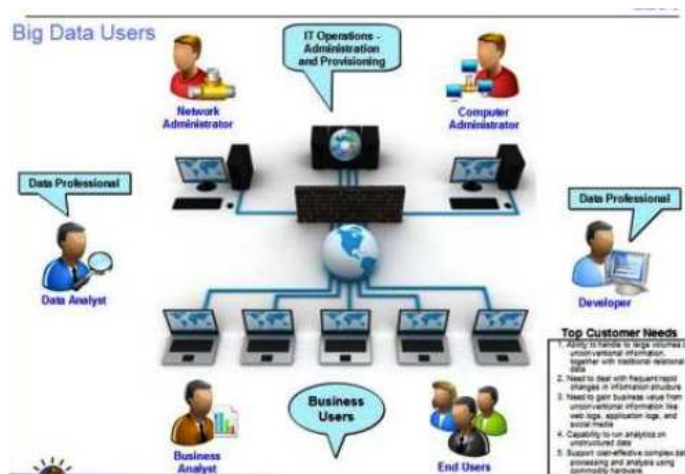 Big Data Users
IT Operations -
Administration
and Provisioning
Network
Administrator
Computer
Administrator
Data Professional
Data Professional
Data Analyst
Developer
Top Customer Needs
1. Ability to handle to large volumes
unconventional information,
together with traditional relational
data
2. Need to deal with frequent rapid
changes in information structure
3. Need to gain business value from
unconventional information like
web logs, application logs, and
social media
4. Capability to run analytics on
unstructured data
5. Support cost-effective complex
processing and analysis using
commodity hardware
Business
Users
Business
Analyst
End Users